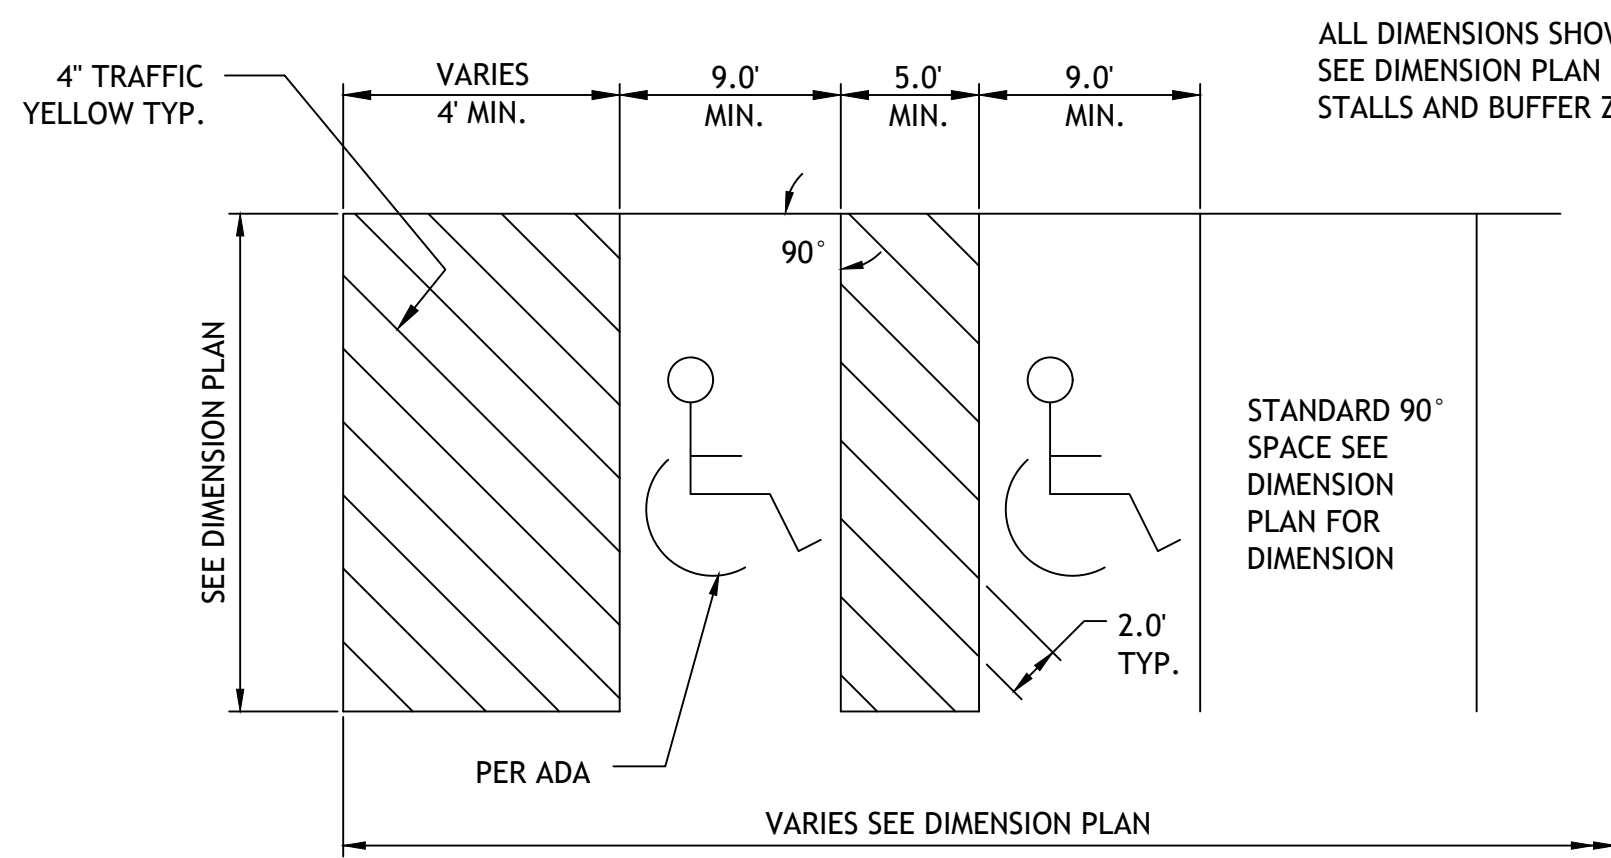 4" TRAFFIC
YELLOW TYP.
VARIES
4' MIN.
9.0'
MIN.
5.0'
MIN.
9.0'
MIN.
ALL DIMENSIONS
SEE DIMENSION PLAN
STALLS AND BUFFER
90°
SEE DIMENSION PLAN
STANDARD 90°
SPACE SEE
DIMENSION
PLAN FOR
DIMENSION
2.0'
TYP.
PER ADA
VARIES SEE DIMENSION PLAN